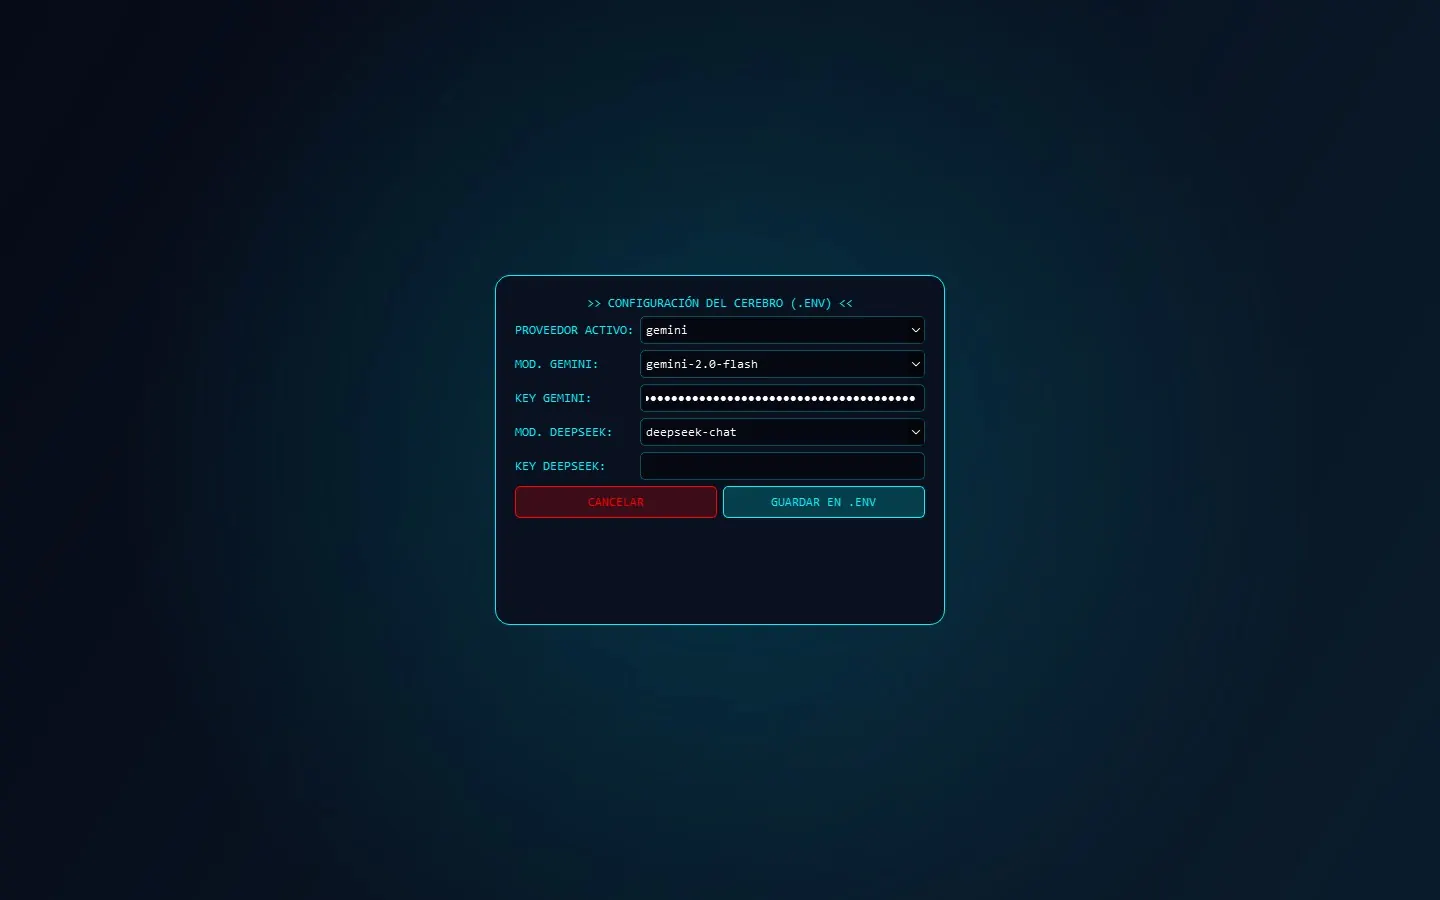 >> CONFIGURACIÓN DEL CEREBRO (.ENV) <<
PROVEEDOR ACTIVO: gemini
MOD. GEMINI: gemini-2.0-flash
KEY GEMINI: ●●●●●●●●●●●●●●●●●●●●●●●●●●●●●●●●●●●●●●●
MOD. DEEPSEEK: deepseek-chat
KEY DEEPSEEK:
CANCELAR GUARDAR EN .ENV